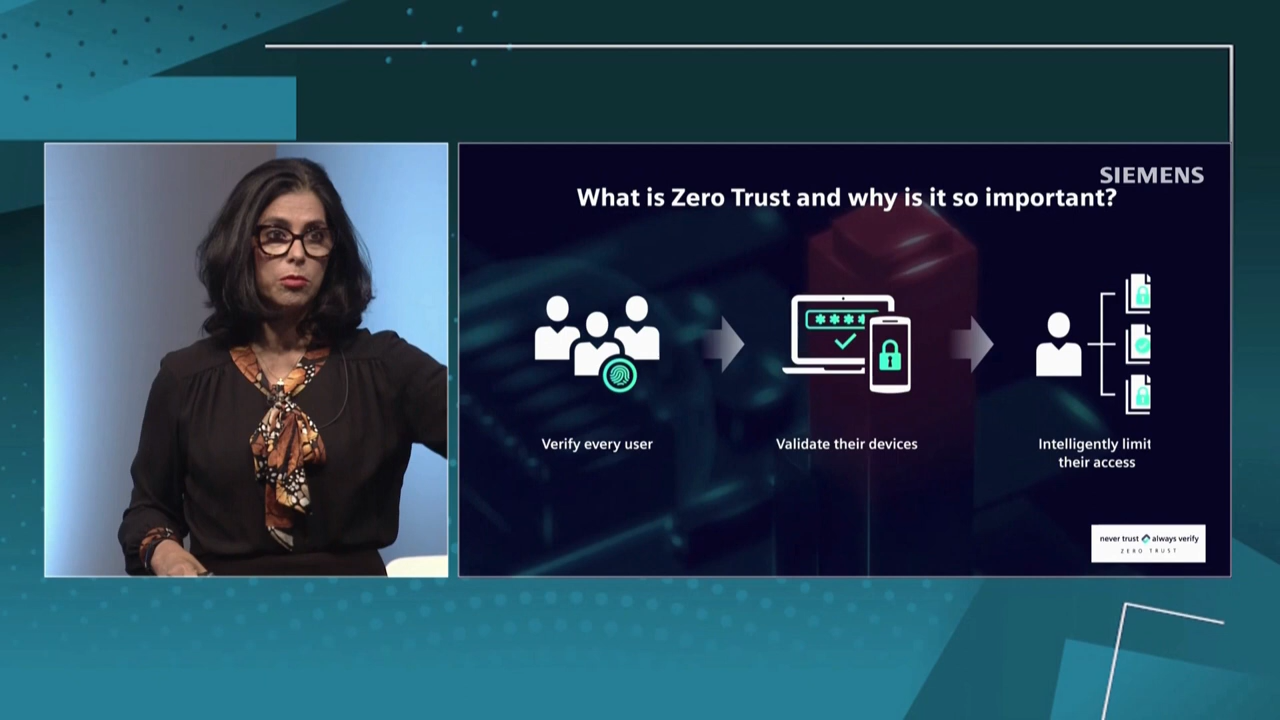 SIEMENS
What is Zero Trust and why is it so important?
****
Verify every user
Validate their devices
Intelligently limit
their access
never trust always verify
ZERO TRUST